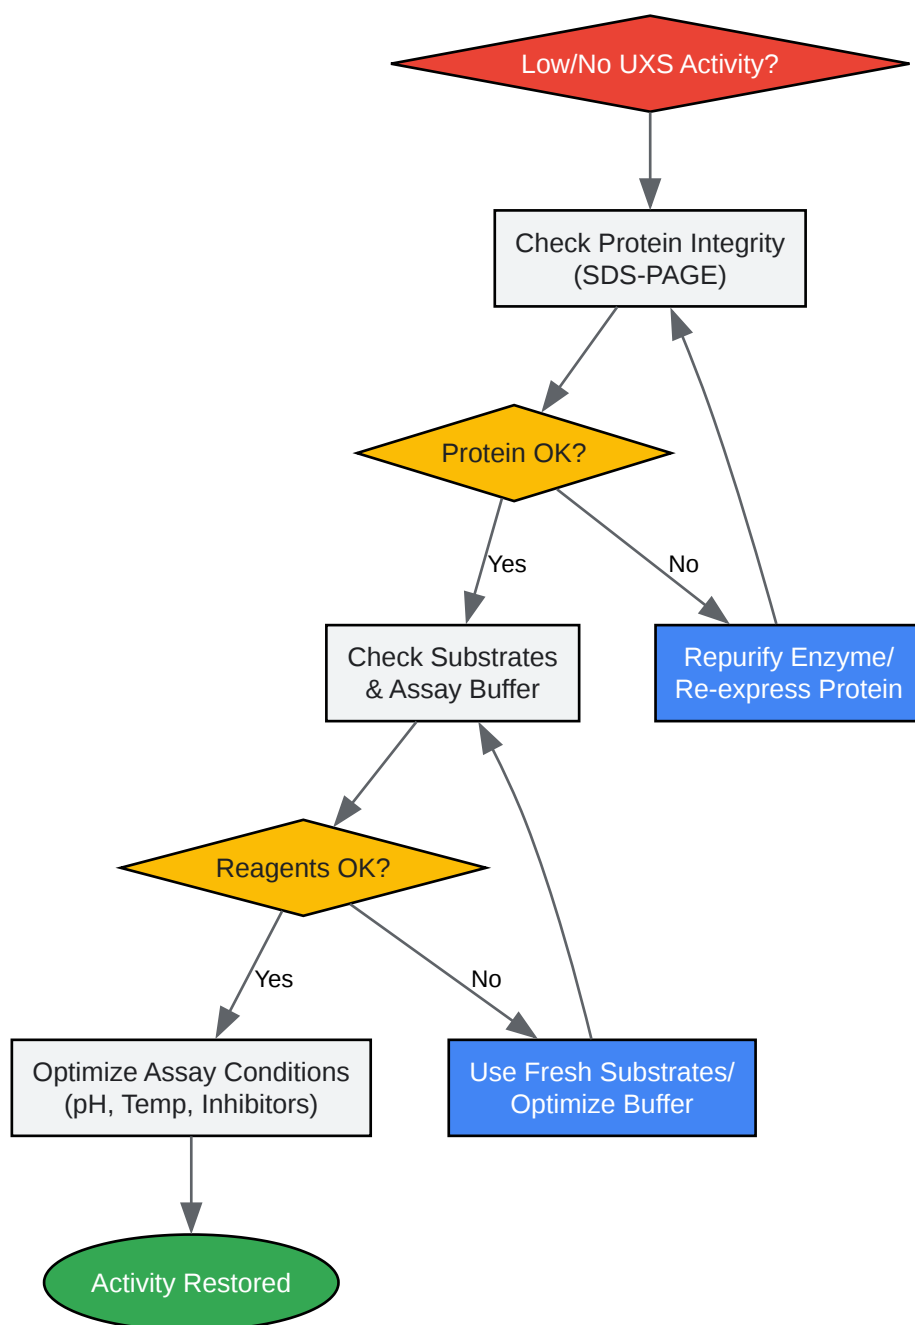 Low/No UXS Activity?
Check Protein Integrity
(SDS-PAGE)
Protein OK?
Yes
No
Check Substrates
& Assay Buffer
Repurify Enzyme/
Re-express Protein
Reagents OK?
Yes
No
Optimize Assay Conditions
(pH, Temp, Inhibitors)
Use Fresh Substrates/
Optimize Buffer
Activity Restored